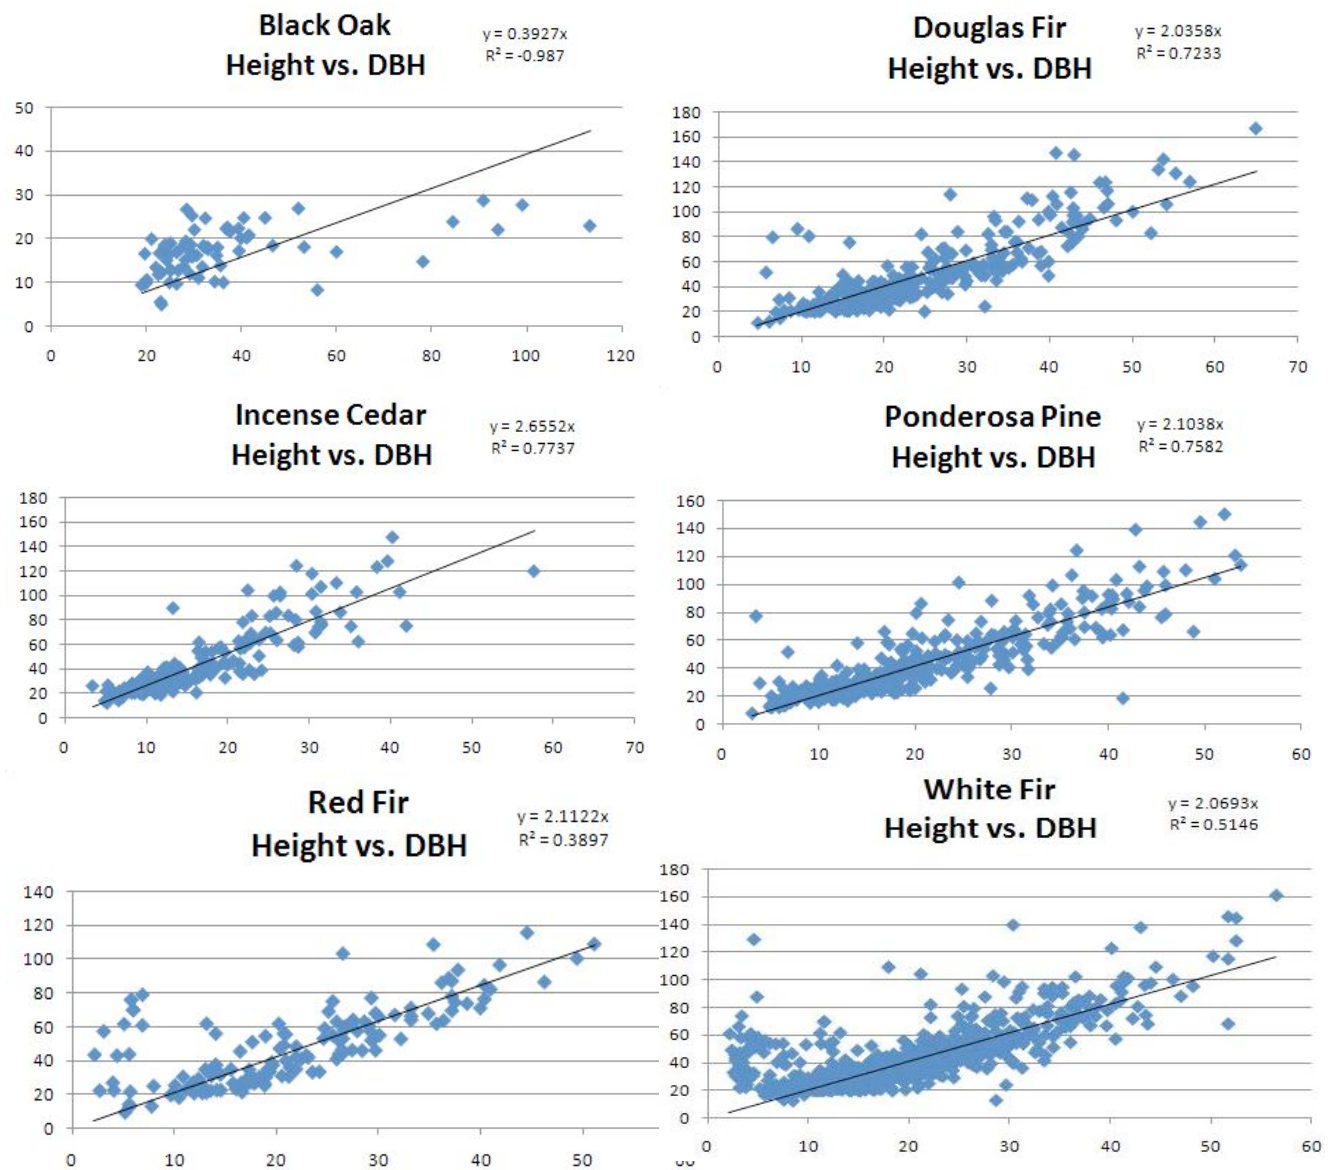 Black Oak
Height vs. DBH
y = 0.3927x
R² = -0.987
50
40
30
20
10
0
0 20 40 60 80 100 120
Douglas Fir
Height vs. DBH
y = 2.0358x
R² = 0.7233
180
160
140
120
100
80
60
40
20
0
0 10 20 30 40 50 60 70
Incense Cedar
Height vs. DBH
y = 2.6552x
R² = 0.7737
180
160
140
120
100
80
60
40
20
0
0 10 20 30 40 50 60 70
Ponderosa Pine
Height vs. DBH
y = 2.1038x
R² = 0.7582
160
140
120
100
80
60
40
20
0
0 10 20 30 40 50 60
Red Fir
Height vs. DBH
y = 2.1122x
R² = 0.3897
140
120
100
80
60
40
20
0
0 10 20 30 40 50
White Fir
Height vs. DBH
y = 2.0693x
R² = 0.5146
180
160
140
120
100
80
60
40
20
0
0 10 20 30 40 50 60